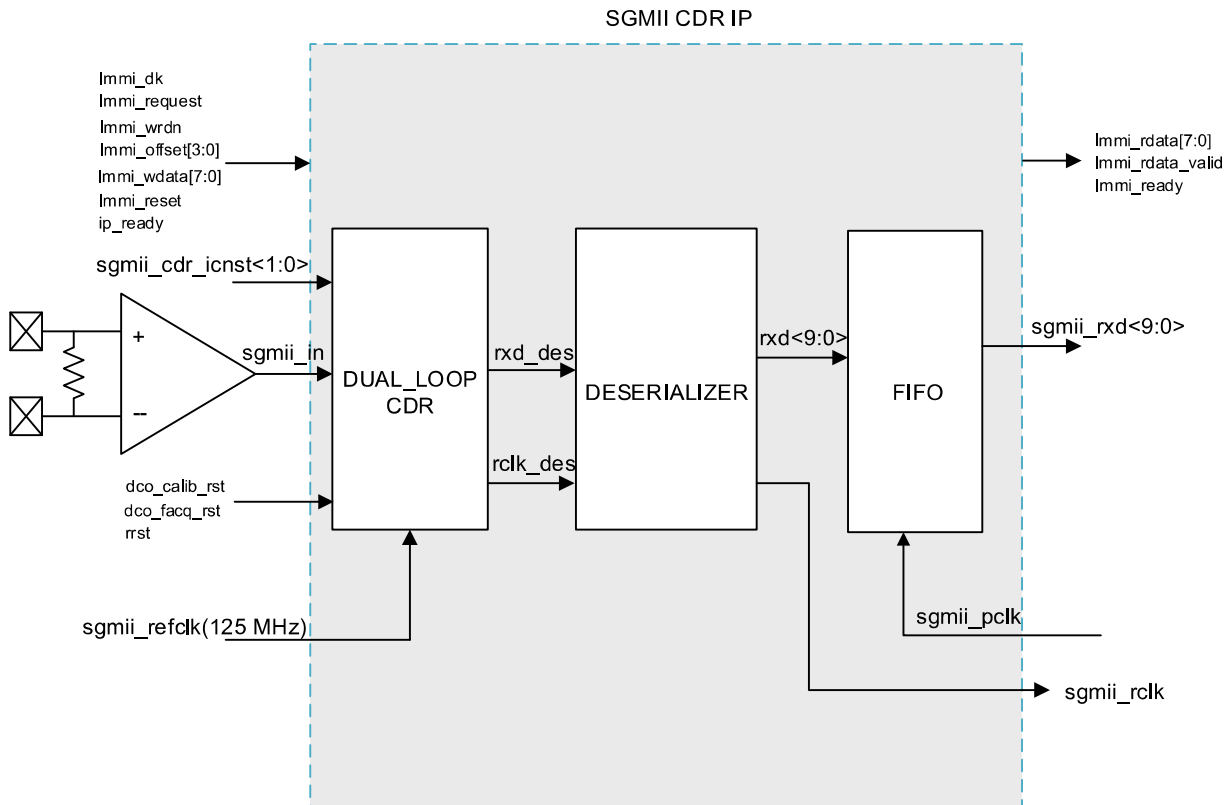 SGMII CDR IP
lmmi_clk
lmmi_request
lmmi_wrdn
lmmi_offset[3:0]
lmmi_wdata[7:0]
lmmi_reset
ip_ready
lmmi_rdata[7:0]
lmmi_rdata_valid
lmmi_ready
sgmii_cdr_icnst<1:0>
+
sgmii_in
--
DUAL_LOOP
CDR
rxd_des
rclk_des
DESERIALIZER
rxd<9:0>
FIFO
sgmii_rxd<9:0>
dco_calib_rst
dco_facq_rst
rrst
sgmii_refclk(125 MHz)
sgmii_pclk
sgmii_rclk